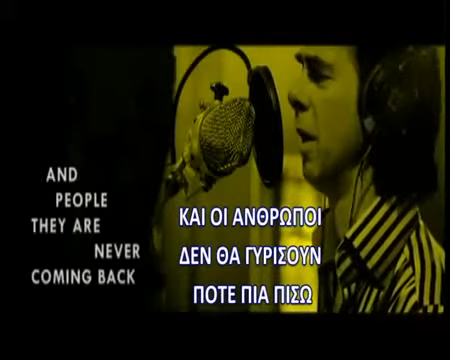 AND
PEOPLE
THEY ARE
NEVER
COMING BACK
ΚΑΙ ΟΙ ΑΝΘΡΩΠΟΙ
ΔΕΝ ΘΑ ΓΥΡΙΣΟΥΝ
ΠΟΤΕ ΠΙΑ ΠΙΣΩ